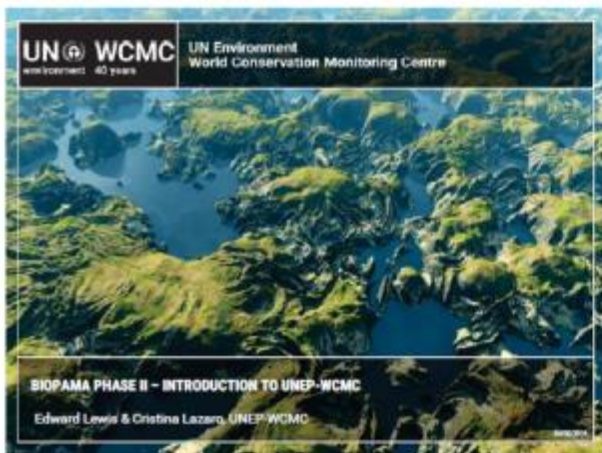 UN WCMC
environment 40 years
UN Environment
World Conservation Monitoring Centre
BIOPAMA PHASE II – INTRODUCTION TO UNEP-WCMC
Edward Lewis & Cristina Lazaro, UNEP-WCMC